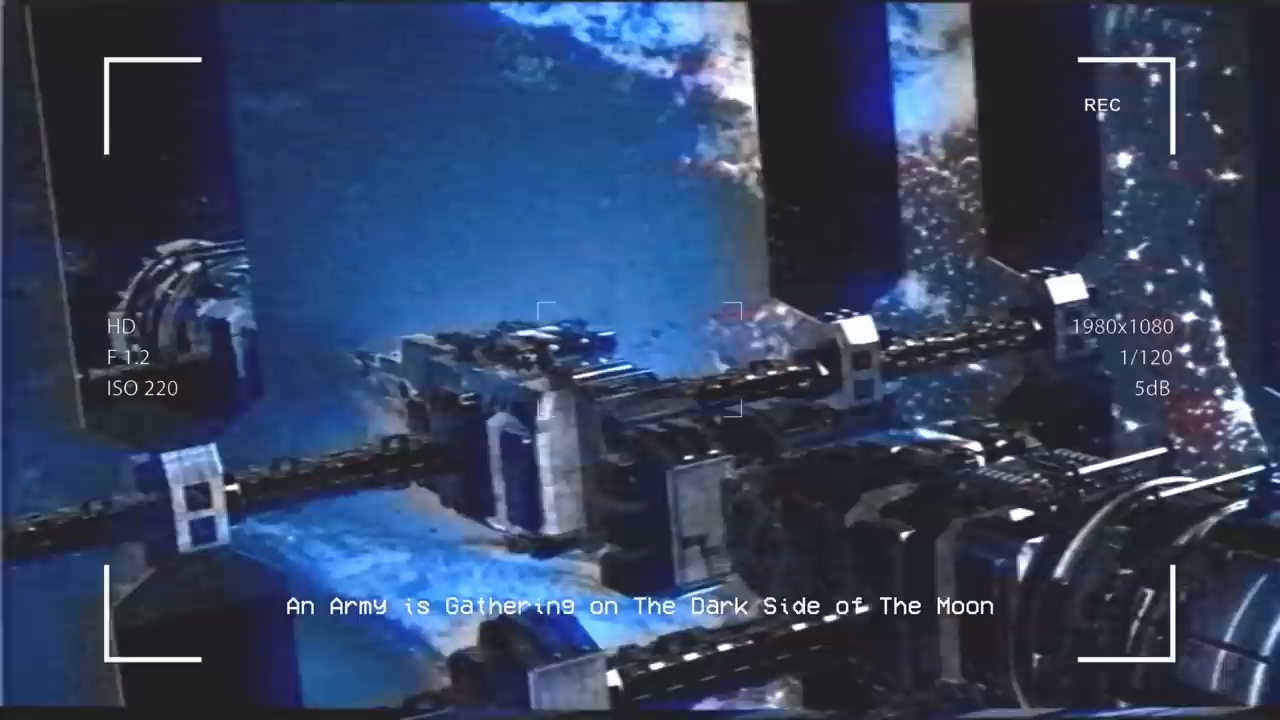 REC
HD
F 1.2
ISO 220
1980x1080
1/120
5dB
An Army is Gathering on The Dark Side of The Moon